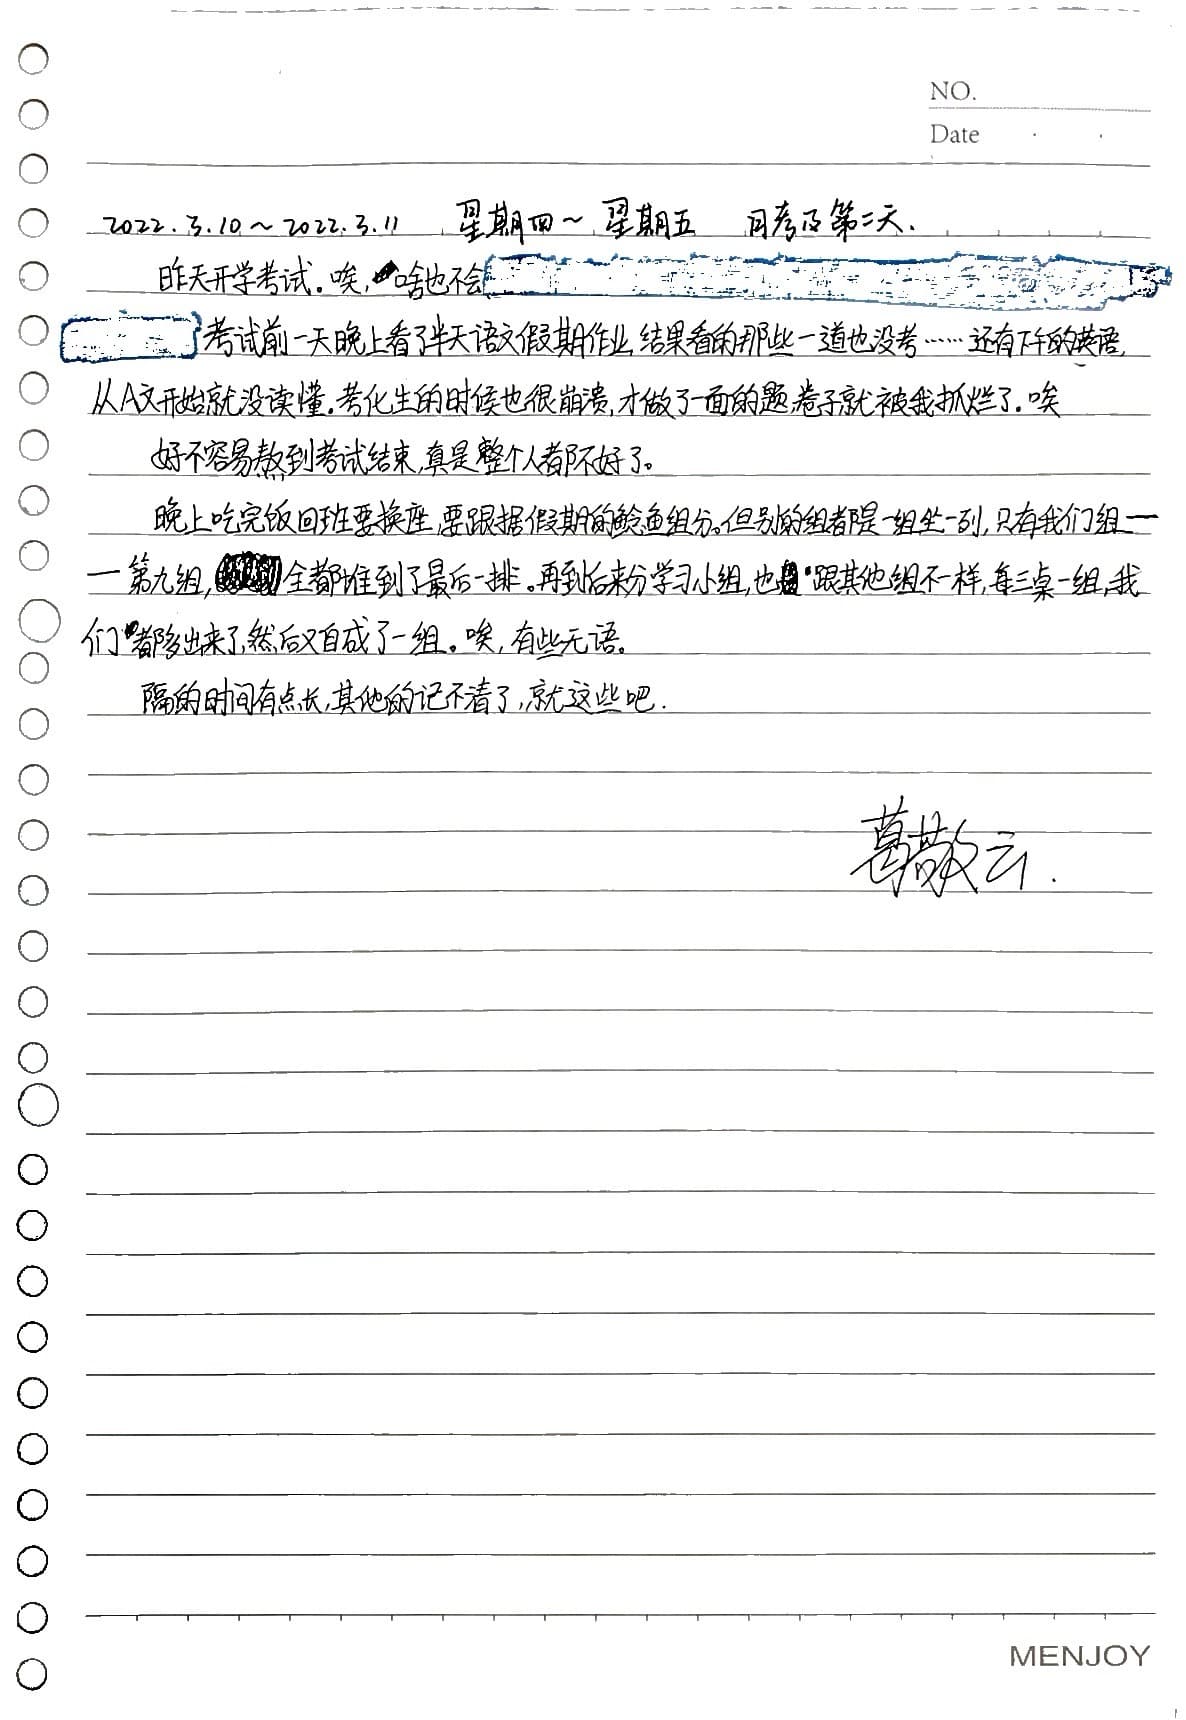 NO.
Date
2022.3.10～2022.3.11 星期四～星期五 月考及第二天.
昨天开学考试。唉，啥也不会
考试前一天晚上看了半天语文假期作业,结果看的那些一道也没考……还有下午的英语,
从A文开始就没读懂.考化生的时候也很崩溃,才做了一面的题,卷子就被我抓烂了.唉
好不容易熬到考试结束,真是整个人都不好了。
晚上吃完饭回班要换座,要跟据假期的鲶鱼组分。但别的组都是一组坐一列,只有我们组—
—第九组,全都堆到了最后一排。再到后来分学习小组,也跟其他组不一样,每三桌一组,我
们都多出来了,然后又自成了一组。唉,有些无语。
隔的时间有点长,其他的记不清了,就这些吧.
葛敬云.
MENJOY